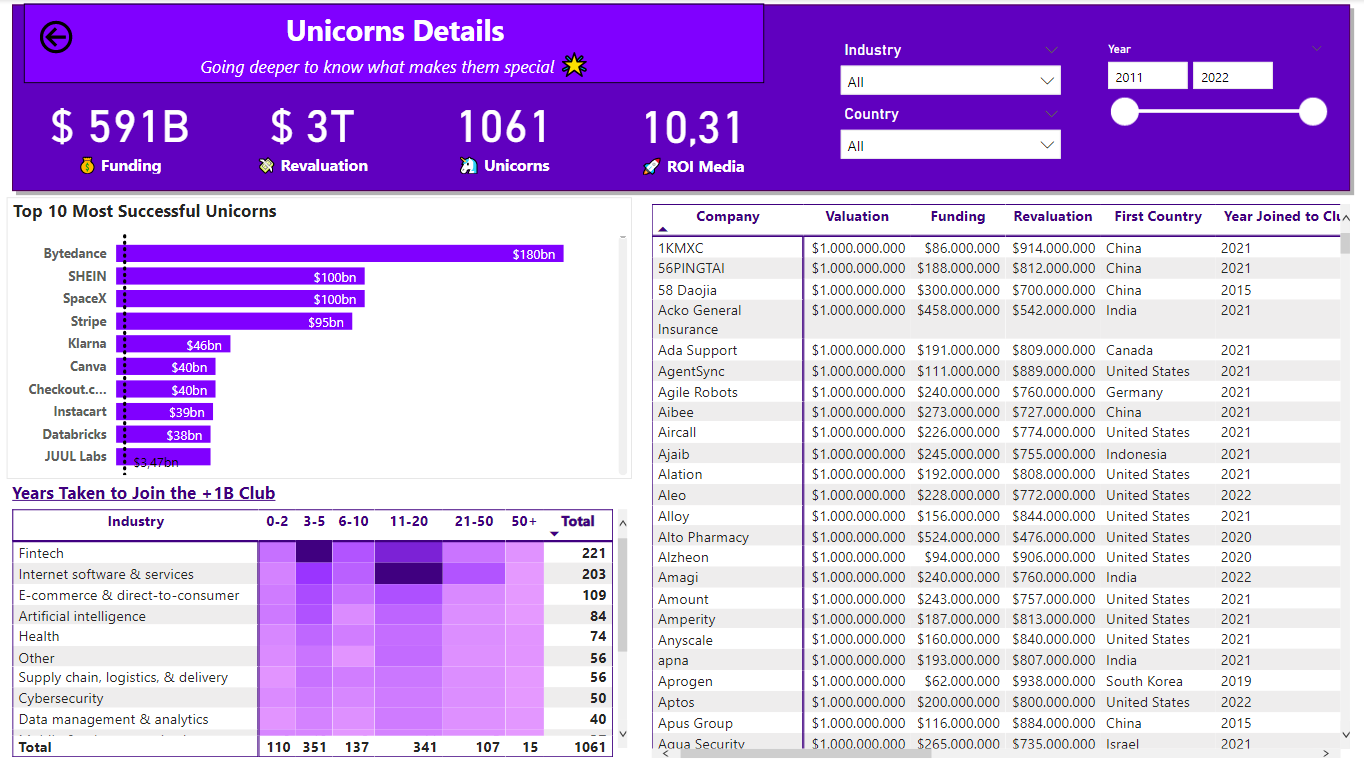 Unicorns Details
Going deeper to know what makes them special
Industry
All
Country
All
Year
2011 2022
$ 591B
Funding
$ 3T
Revaluation
1061
Unicorns
10,31
ROI Media
Top 10 Most Successful Unicorns
Bytedance $180bn
SHEIN $100bn
SpaceX $100bn
Stripe $95bn
Klarna $46bn
Canva $40bn
Checkout.c... $40bn
Instacart $39bn
Databricks $38bn
JUUL Labs
$3,47bn
Years Taken to Join the +1B Club
Industry 0-2 3-5 6-10 11-20 21-50 50+ Total
Fintech 221
Internet software & services 203
E-commerce & direct-to-consumer 109
Artificial intelligence 84
Health 74
Other 56
Supply chain, logistics, & delivery 56
Cybersecurity 50
Data management & analytics 40
Total 110 351 137 341 107 15 1061
Company Valuation Funding Revaluation First Country Year Joined to Clu
1KMXC $1.000.000.000 $86.000.000 $914.000.000 China 2021
56PINGTAI $1.000.000.000 $188.000.000 $812.000.000 China 2021
58 Daojia $1.000.000.000 $300.000.000 $700.000.000 China 2015
Acko General $1.000.000.000 $458.000.000 $542.000.000 India 2021
Insurance
Ada Support $1.000.000.000 $191.000.000 $809.000.000 Canada 2021
AgentSync $1.000.000.000 $111.000.000 $889.000.000 United States 2021
Agile Robots $1.000.000.000 $240.000.000 $760.000.000 Germany 2021
Aibee $1.000.000.000 $273.000.000 $727.000.000 China 2021
Aircall $1.000.000.000 $226.000.000 $774.000.000 United States 2021
Ajaib $1.000.000.000 $245.000.000 $755.000.000 Indonesia 2021
Alation $1.000.000.000 $192.000.000 $808.000.000 United States 2021
Aleo $1.000.000.000 $228.000.000 $772.000.000 United States 2022
Alloy $1.000.000.000 $156.000.000 $844.000.000 United States 2021
Alto Pharmacy $1.000.000.000 $524.000.000 $476.000.000 United States 2020
Alzheon $1.000.000.000 $94.000.000 $906.000.000 United States 2020
Amagi $1.000.000.000 $240.000.000 $760.000.000 India 2022
Amount $1.000.000.000 $243.000.000 $757.000.000 United States 2021
Amperity $1.000.000.000 $187.000.000 $813.000.000 United States 2021
Anyscale $1.000.000.000 $160.000.000 $840.000.000 United States 2021
apna $1.000.000.000 $193.000.000 $807.000.000 India 2021
Aprogen $1.000.000.000 $62.000.000 $938.000.000 South Korea 2019
Aptos $1.000.000.000 $200.000.000 $800.000.000 United States 2022
Apus Group $1.000.000.000 $116.000.000 $884.000.000 China 2015
Aqua Security $1.000.000.000 $265.000.000 $735.000.000 Israel 2021